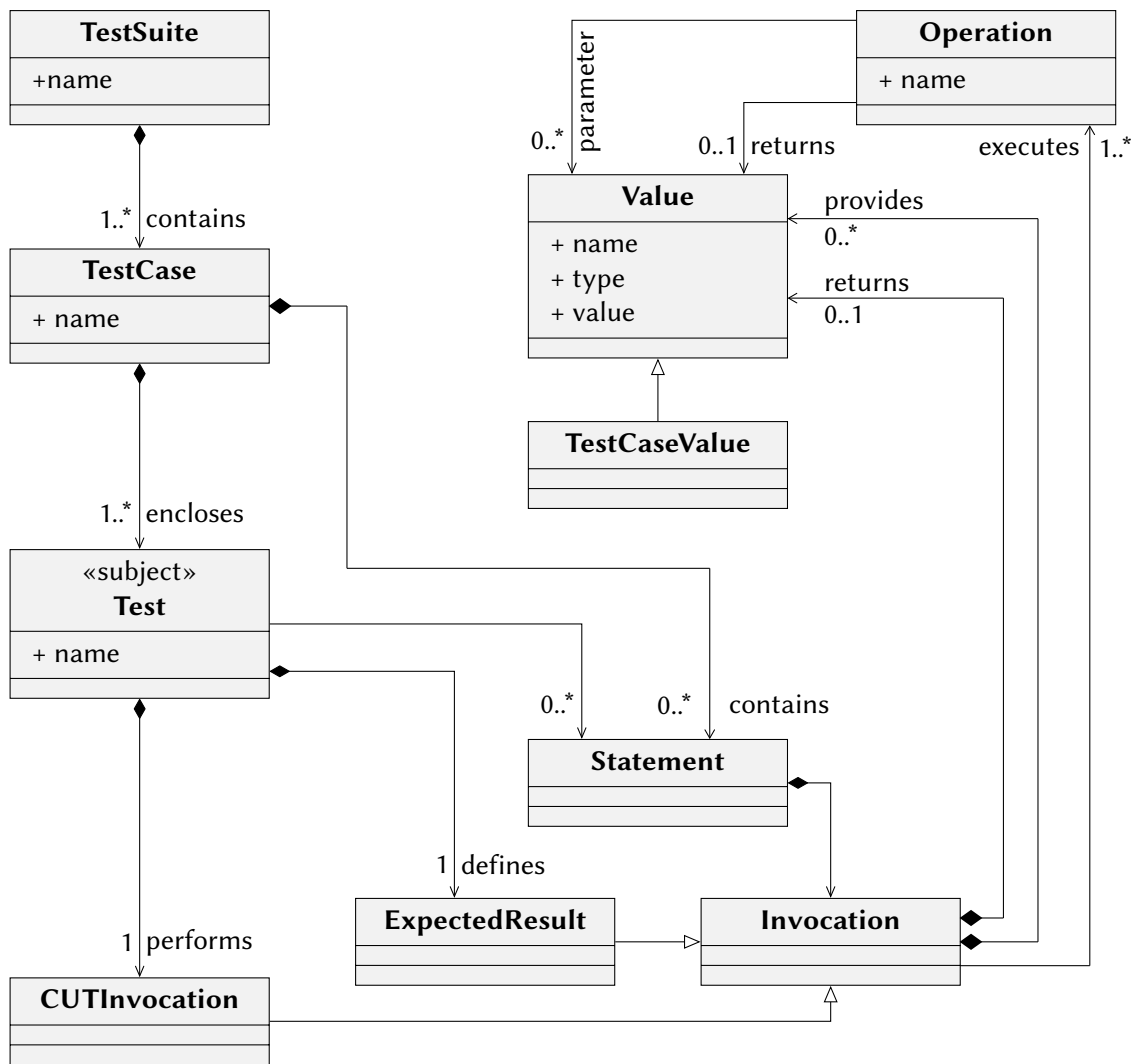 TestSuite
+name
Operation
+ name
parameter
0..*
0..1 returns
executes 1..*
1..* contains
Value
+ name
+ type
+ value
provides
0..*
returns
0..1
TestCase
+ name
TestCaseValue
1..* encloses
«subject»
Test
+ name
0..*
0..* contains
Statement
1 defines
ExpectedResult
Invocation
1 performs
CUTInvocation